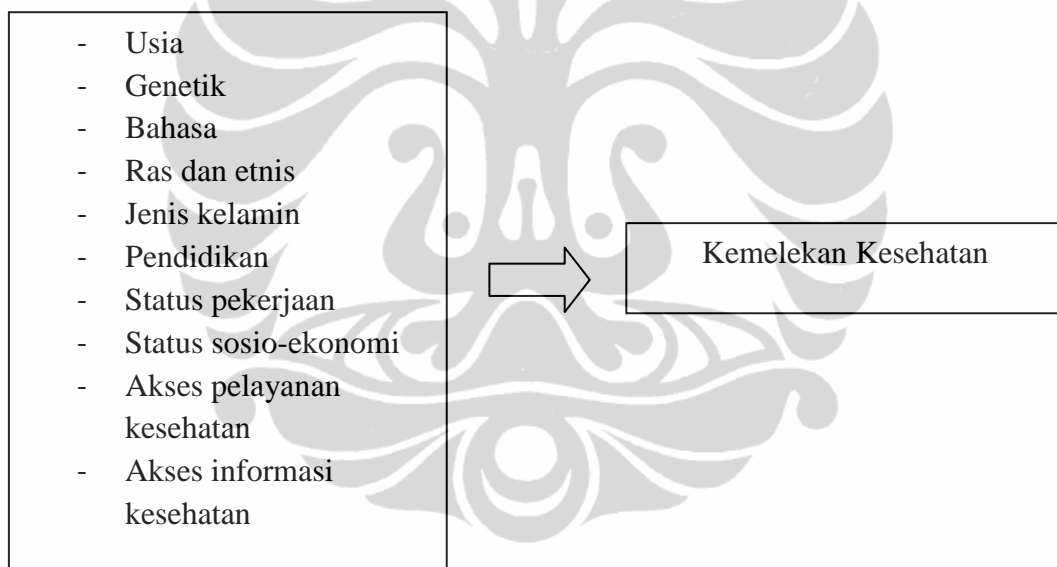 - Usia
- Genetik
- Bahasa
- Ras dan etnis
- Jenis kelamin
- Pendidikan
- Status pekerjaan
- Status sosio-ekonomi
- Akses pelayanan
kesehatan
- Akses informasi
kesehatan
Kemelekan Kesehatan